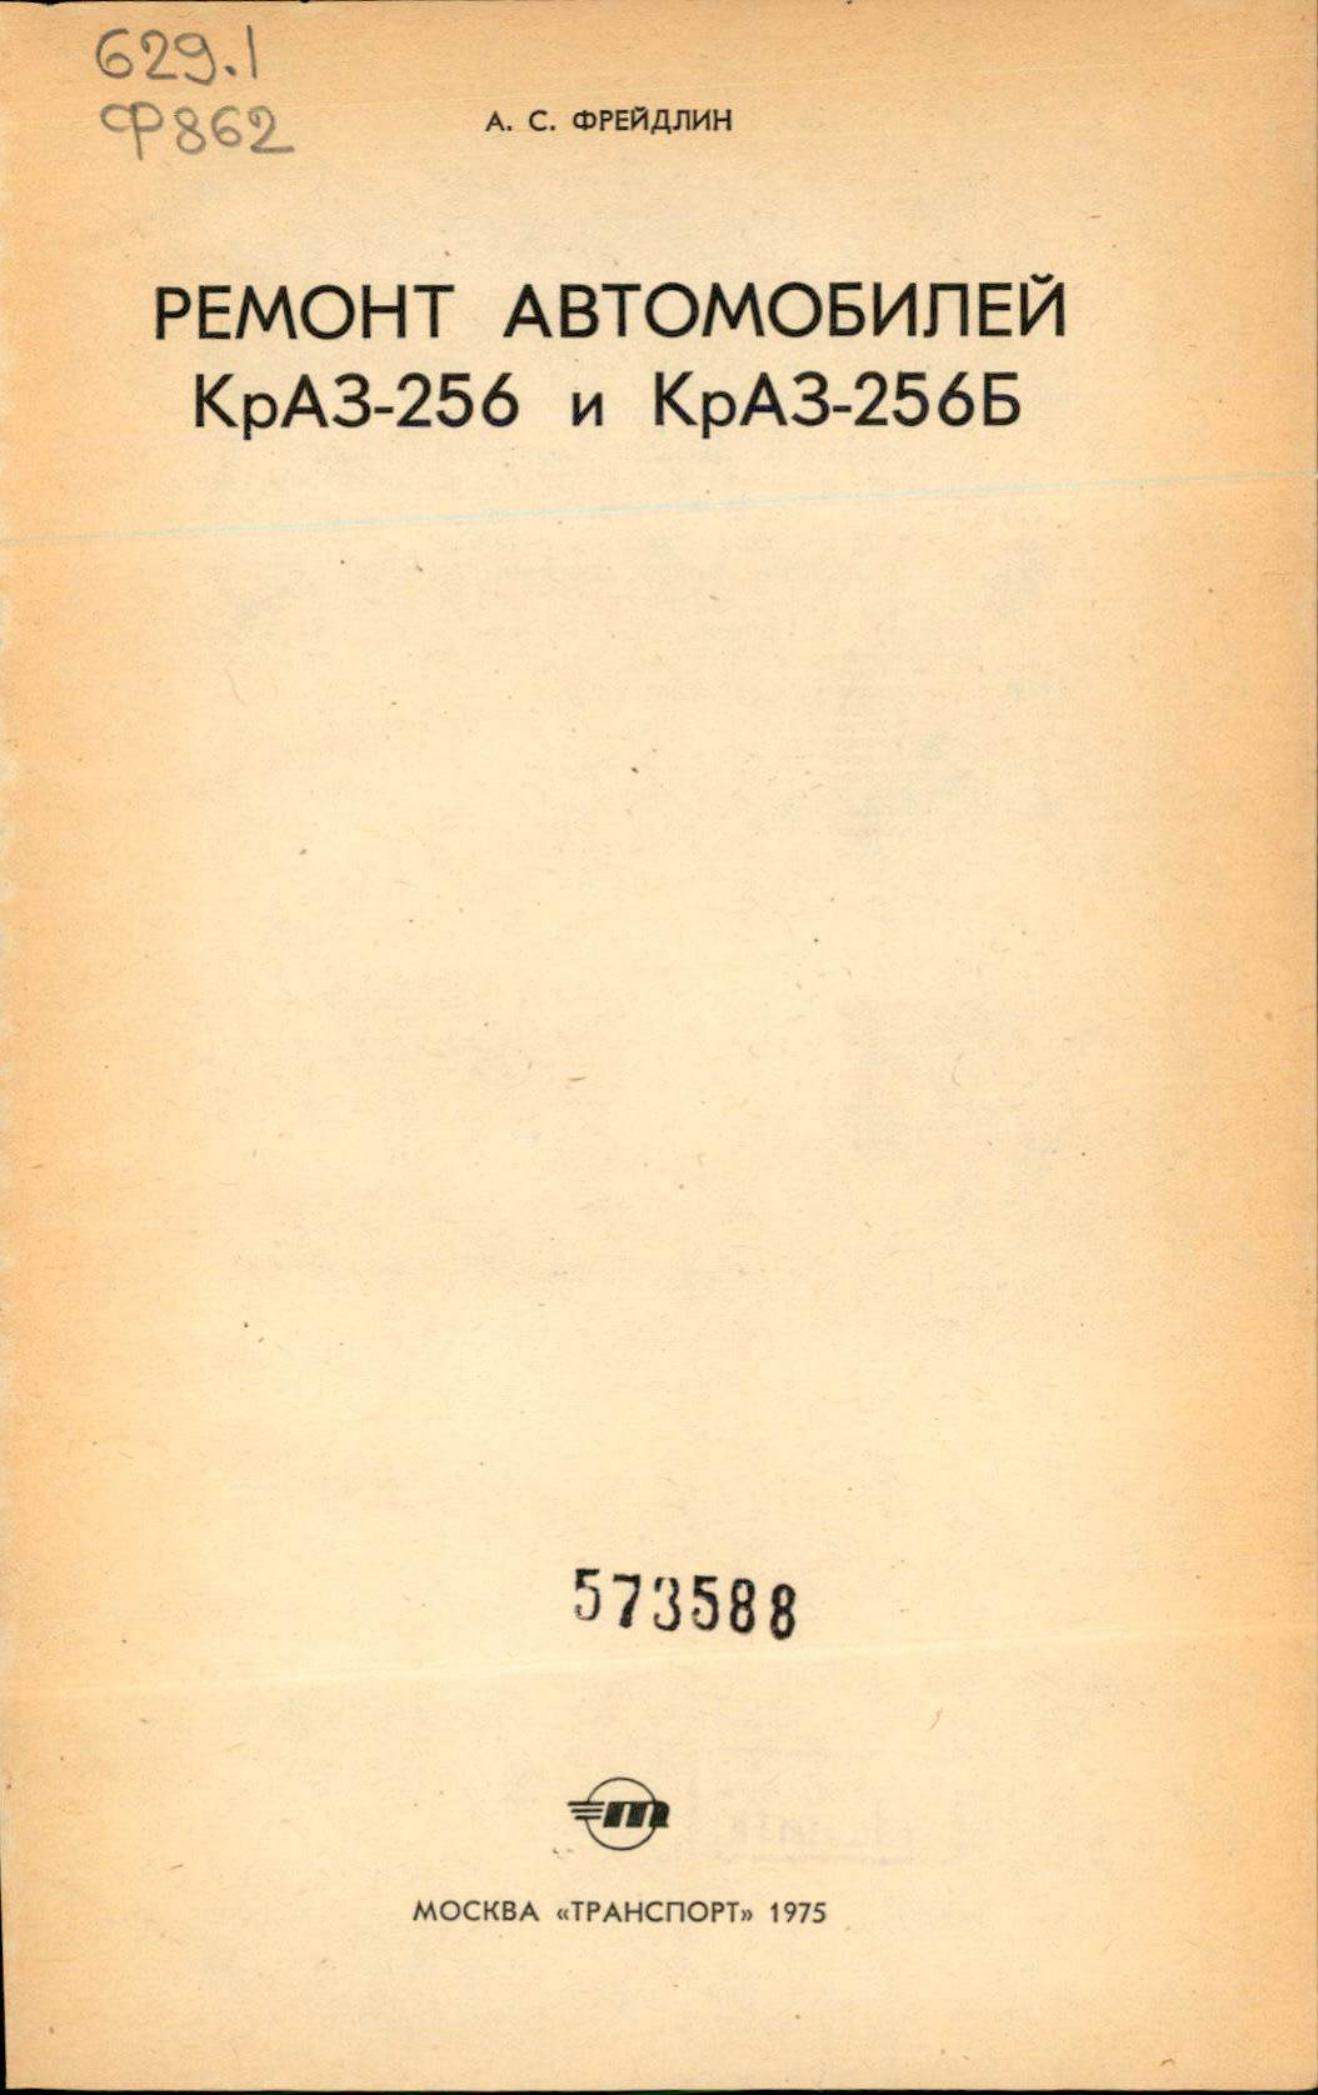 629.1
Ф862
А. С. ФРЕЙДЛИН
РЕМОНТ АВТОМОБИЛЕЙ
КрАЗ-256 и КрАЗ-256Б
573588
т
МОСКВА «ТРАНСПОРТ» 1975